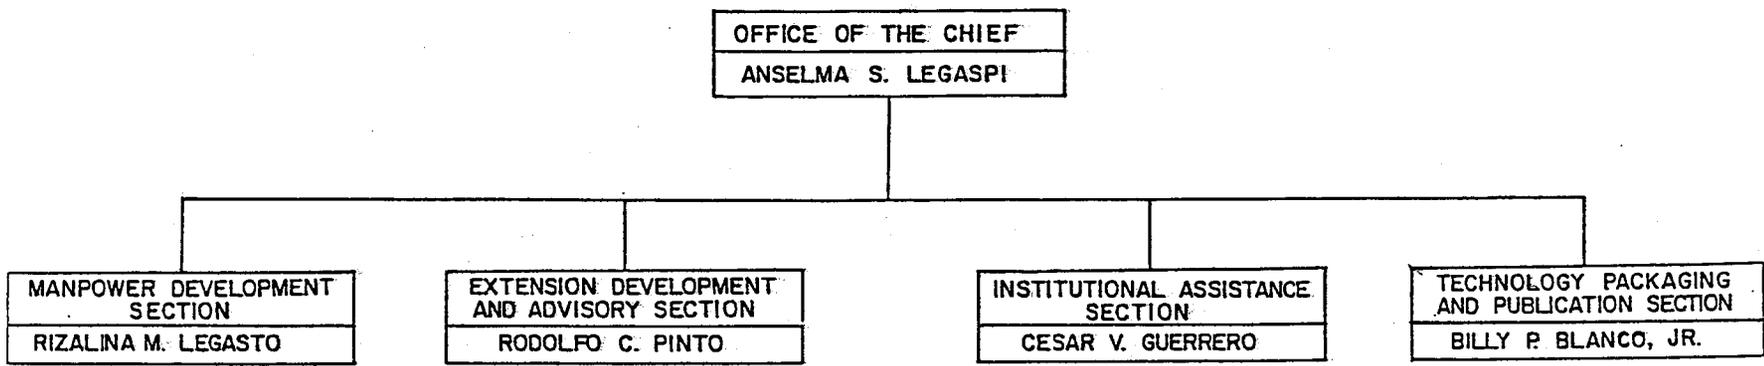 OFFICE OF THE CHIEF
ANSELMA S. LEGASPI
MANPOWER DEVELOPMENT
SECTION
RIZALINA M. LEGASTO
EXTENSION DEVELOPMENT
AND ADVISORY SECTION
RODOLFO C. PINTO
INSTITUTIONAL ASSISTANCE
SECTION
CESAR V. GUERRERO
TECHNOLOGY PACKAGING
AND PUBLICATION SECTION
BILLY P. BLANCO, JR.